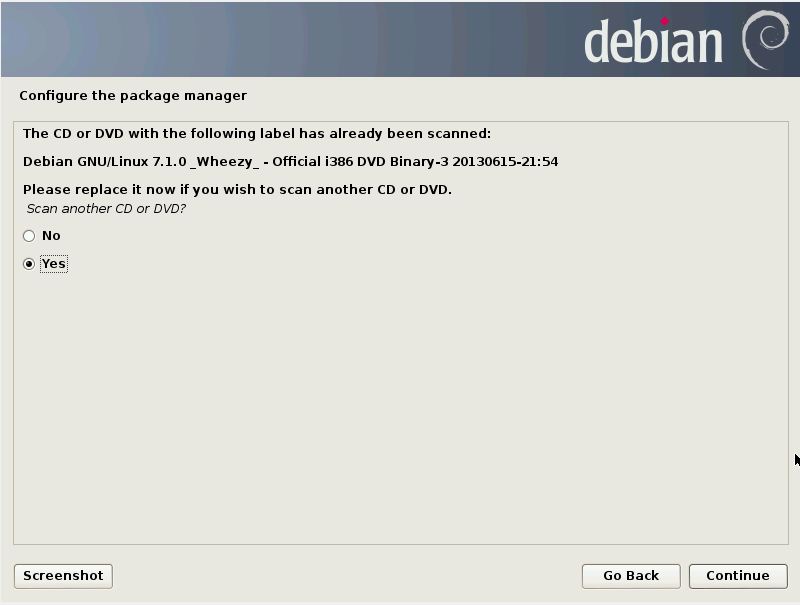 debian
Configure the package manager
The CD or DVD with the following label has already been scanned:
Debian GNU/Linux 7.1.0 _Wheezy_ - Official i386 DVD Binary-3 20130615-21:54
Please replace it now if you wish to scan another CD or DVD.
Scan another CD or DVD?
No
Yes
Screenshot
Go Back
Continue